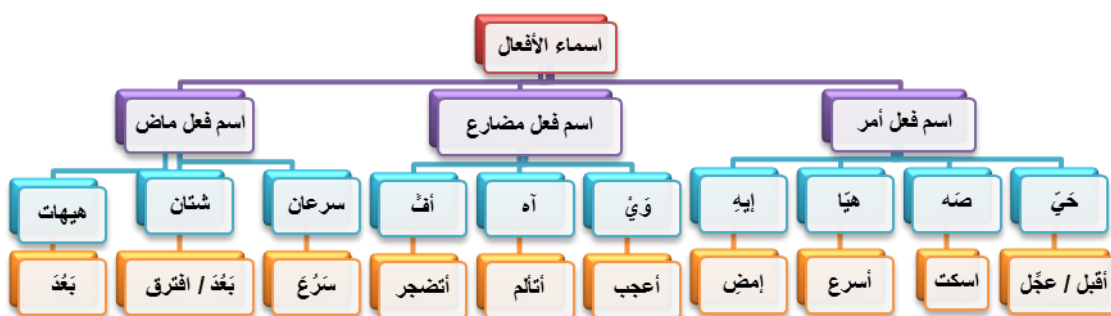 اسماء الأفعال
اسم فعل أمر
اسم فعل مضارع
اسم فعل ماض
حَيّ
صَه
هيّا
إيهِ
وَيْ
آه
أفّ
سرعان
شتان
هيهات
أقبل / عجِّل
اسكت
أسرع
إمضِ
أعجب
أتألم
أتضجر
سَرُعَ
بَعُدَ / افترق
بَعُدَ